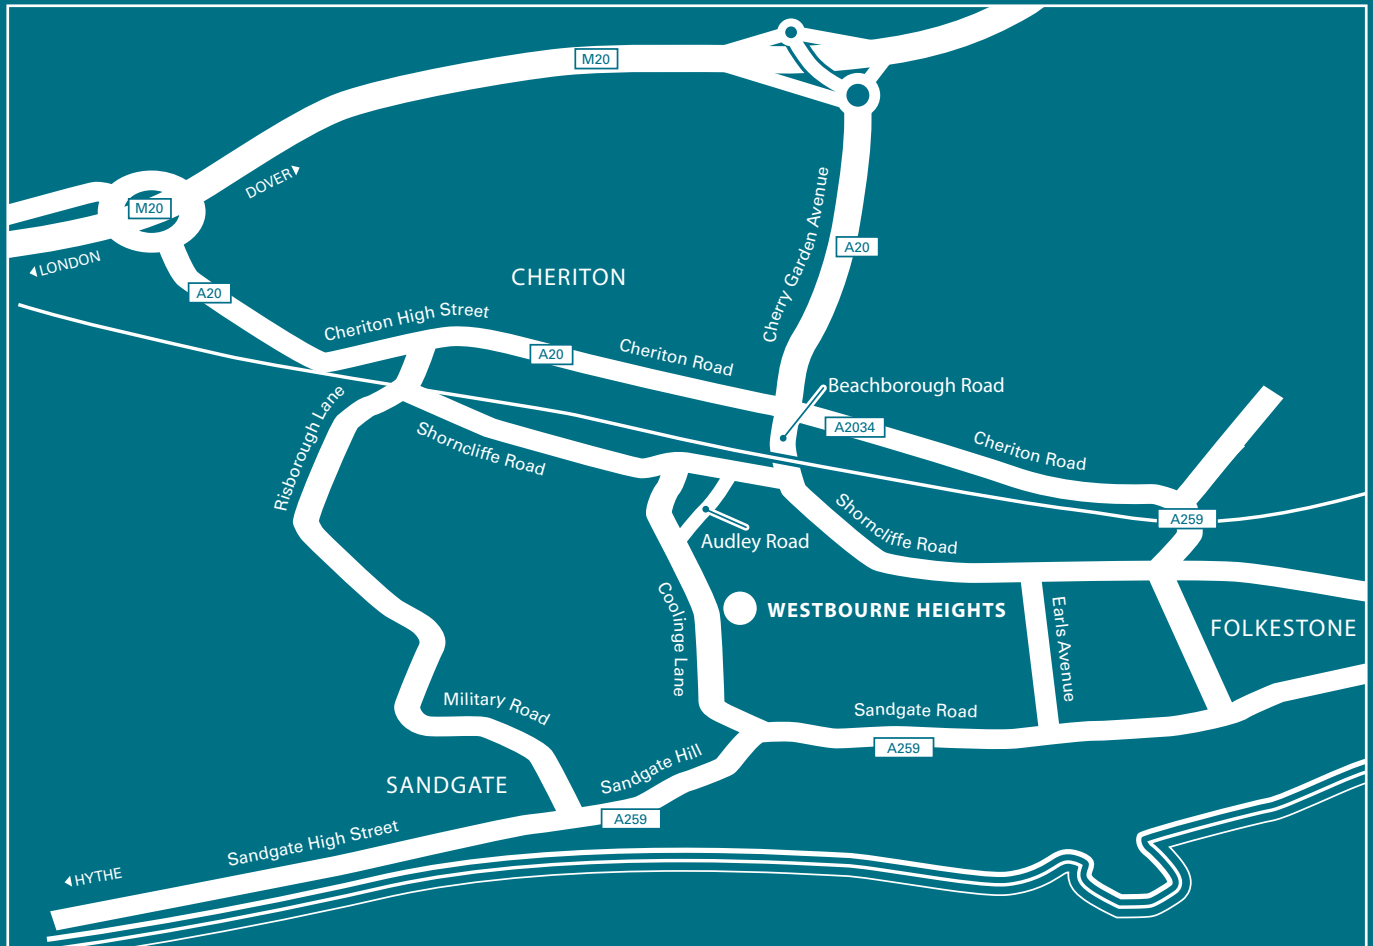 M20
DOVER
M20
LONDON
Cherry Garden Avenue
A20
CHERITON
A20
Cheriton High Street
A20
Cheriton Road
Beachborough Road
A2034
Cheriton Road
Risborough Lane
Shorncliffe Road
A259
Shorncliffe Road
Audley Road
Coolinge Lane
WESTBOURNE HEIGHTS
Earls Avenue
FOLKESTONE
Military Road
Sandgate Road
A259
Sandgate Hill
SANDGATE
A259
Sandgate High Street
HYTHE